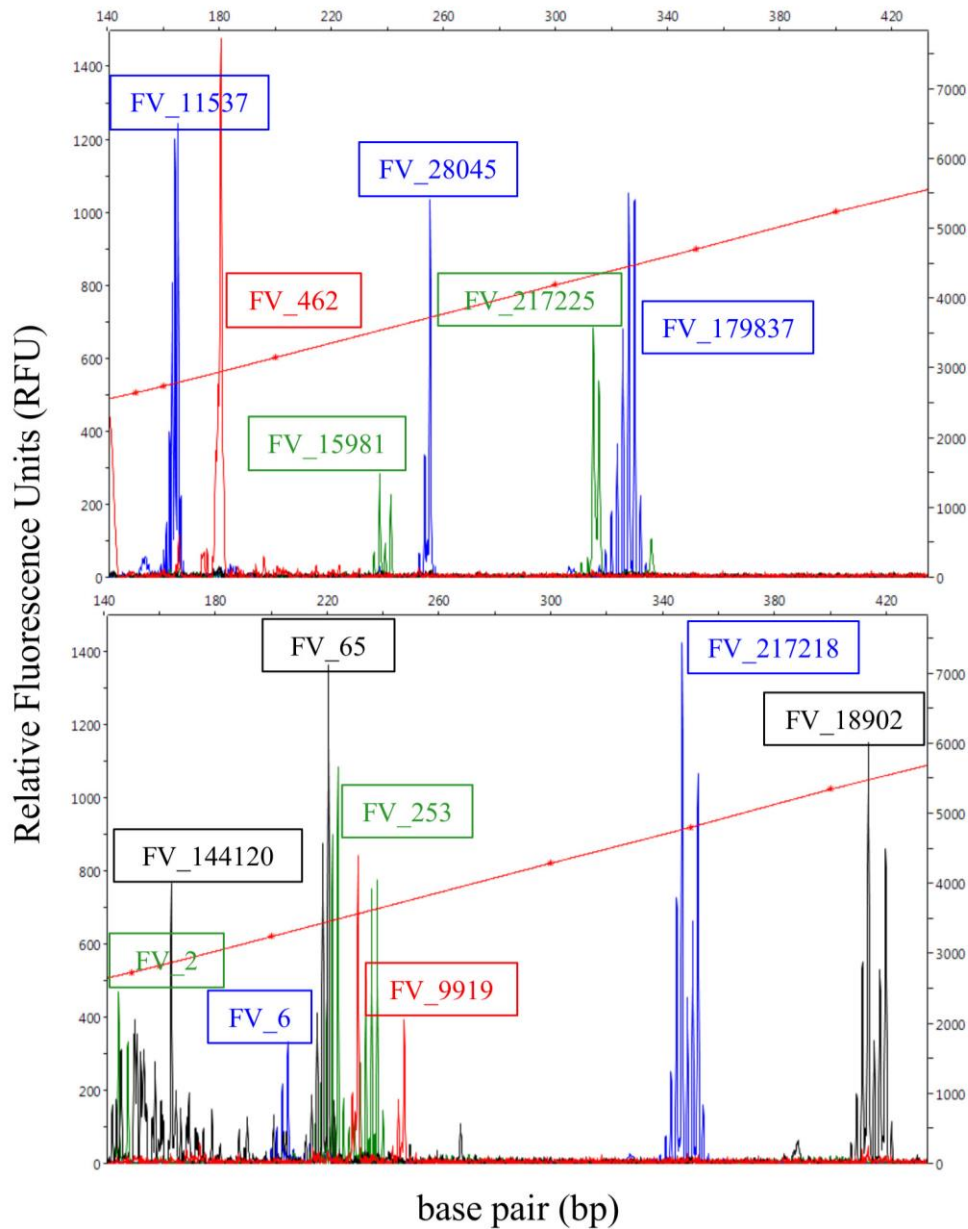 140 180 220 260 300 340 380 420
1400
1200
1000
800
600
400
200
0
7000
6000
5000
4000
3000
2000
1000
0
FV_11537
FV_28045
FV_462
FV_217225
FV_179837
FV_15981
140 180 220 260 300 340 380 420
1400
1200
1000
800
600
400
200
0
7000
6000
5000
4000
3000
2000
1000
0
FV_65
FV_217218
FV_18902
FV_253
FV_144120
FV_2
FV_6
FV_9919
Relative Fluorescence Units (RFU)
base pair (bp)